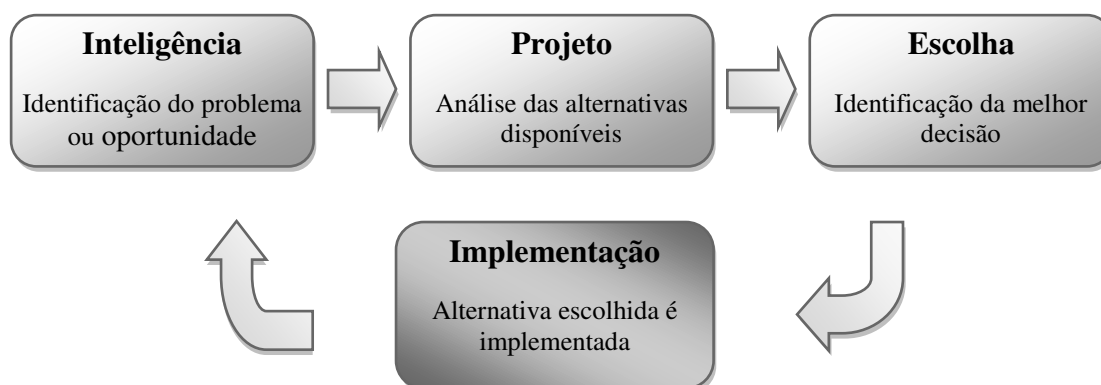 Inteligência
Identificação do problema
ou oportunidade
Projeto
Análise das alternativas
disponíveis
Escolha
Identificação da melhor
decisão
Implementação
Alternativa escolhida é
implementada